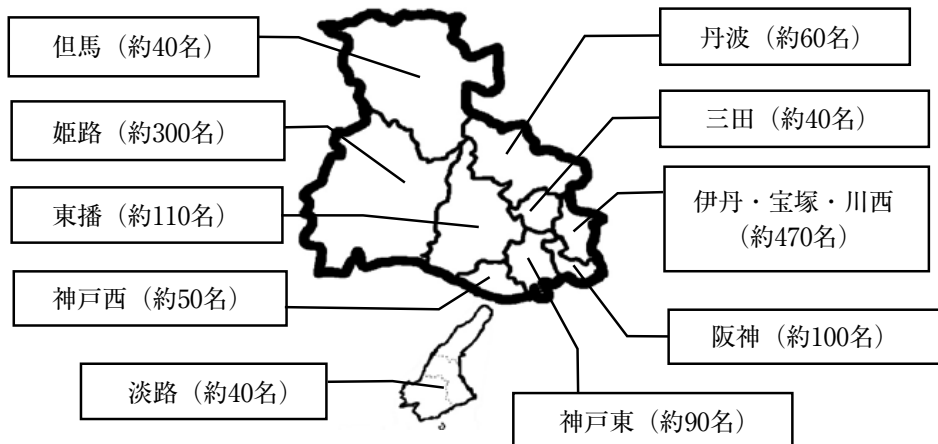 但馬（約40名）
姫路（約300名）
東播（約110名）
神戸西（約50名）
淡路（約40名）
丹波（約60名）
三田（約40名）
伊丹・宝塚・川西
（約470名）
阪神（約100名）
神戸東（約90名）